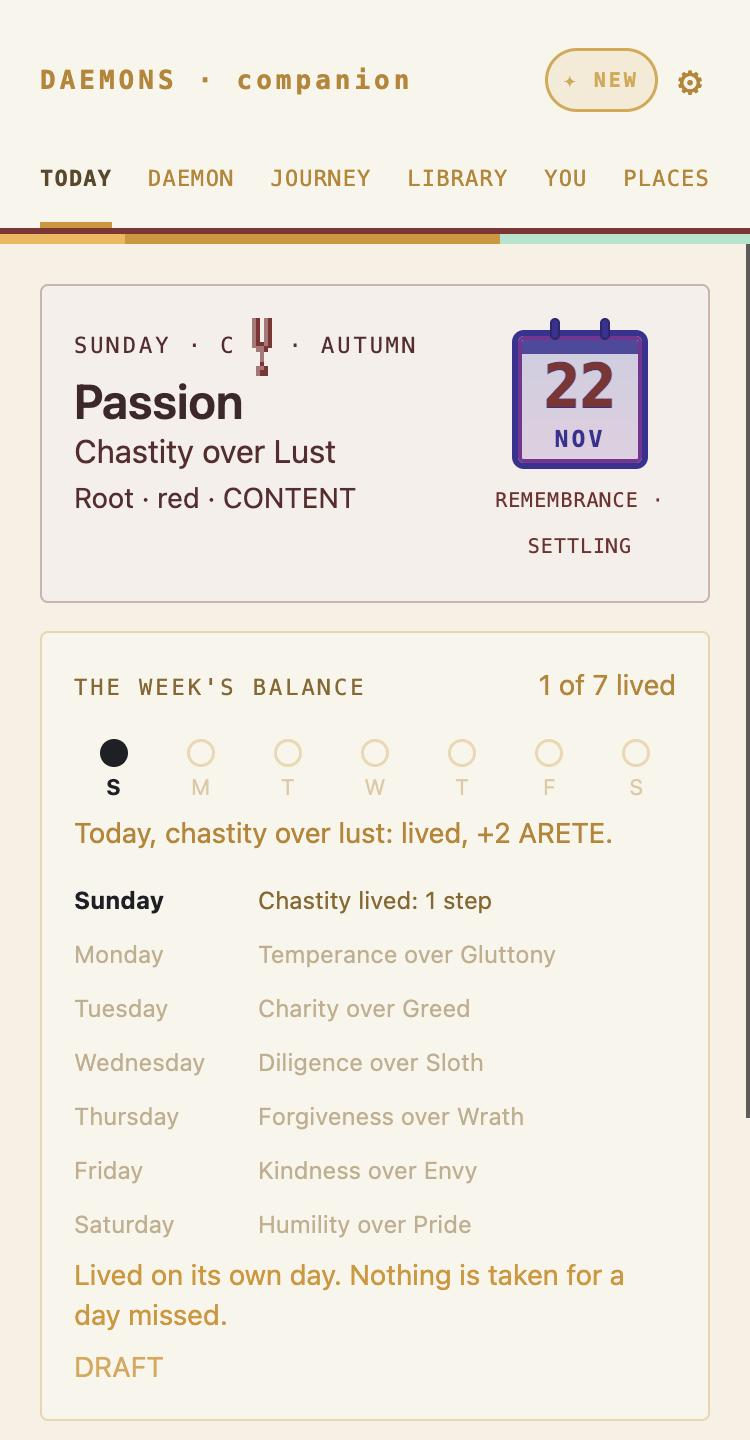 DAEMONS · companion
✦ NEW
TODAY DAEMON JOURNEY LIBRARY YOU PLACES
SUNDAY · C · AUTUMN
Passion
Chastity over Lust
Root · red · CONTENT
22
NOV
REMEMBRANCE ·
SETTLING
THE WEEK'S BALANCE 1 of 7 lived
S M T W T F S
Today, chastity over lust: lived, +2 ARETE.
Sunday Chastity lived: 1 step
Monday Temperance over Gluttony
Tuesday Charity over Greed
Wednesday Diligence over Sloth
Thursday Forgiveness over Wrath
Friday Kindness over Envy
Saturday Humility over Pride
Lived on its own day. Nothing is taken for a
day missed.
DRAFT